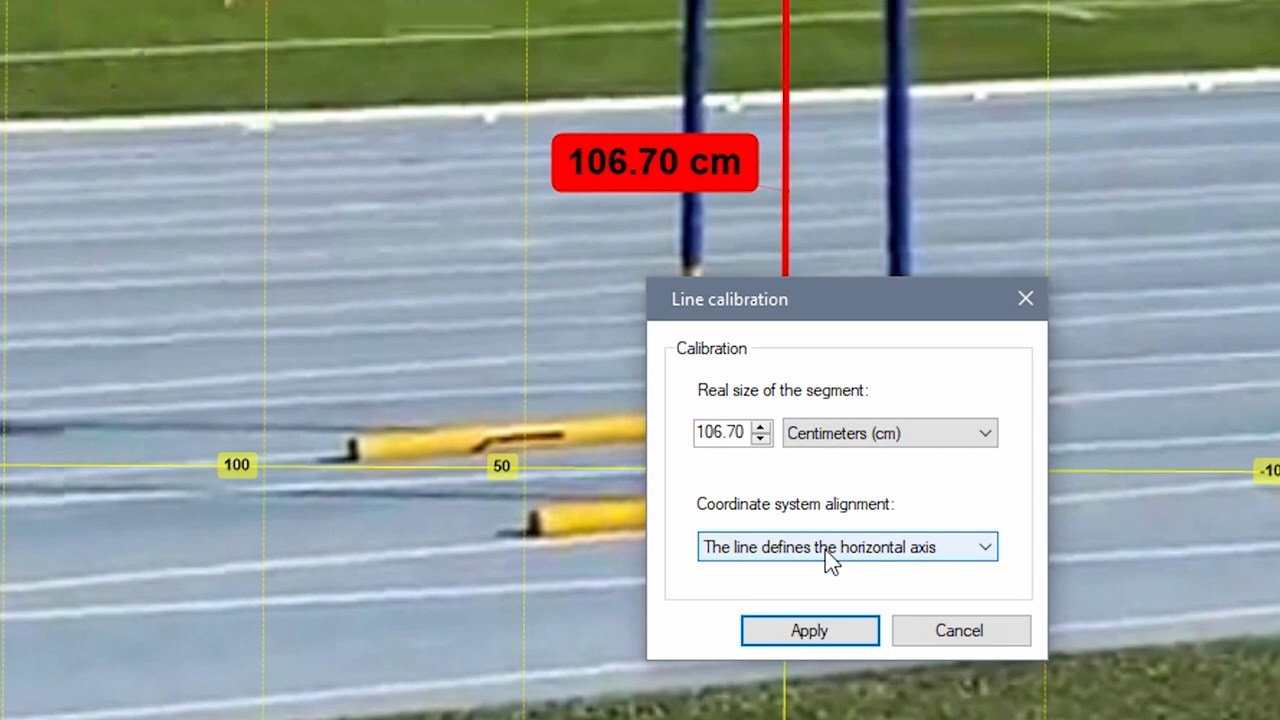 106.70 cm
Line calibration
Calibration
Real size of the segment:
106.70
Centimeters (cm)
100
50
Coordinate system alignment:
The line defines the horizontal axis
Apply
Cancel